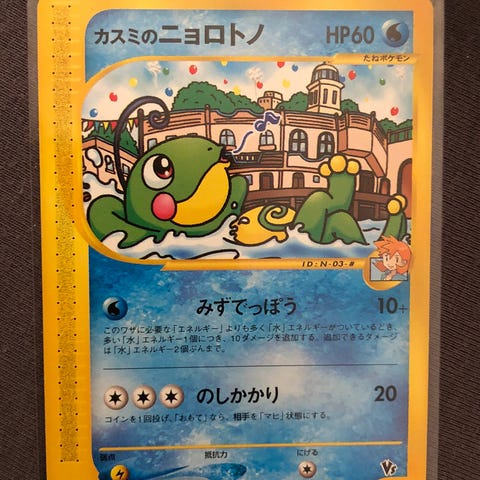 カスミのニョロトノ HP60
たねポケモン
ID:N-03-#
みずでっぽう 10+
このワザに必要な「エネルギー」よりも多く「水」エネルギーがついているとき、
多い「水」エネルギー1個につき、10ダメージを追加する。追加できるダメージ
は「水」エネルギー2個ぶんまで。
のしかかり 20
コインを1回投げ、「おもて」なら、相手を「マヒ」状態にする。
弱点 抵抗力 にげる
VS